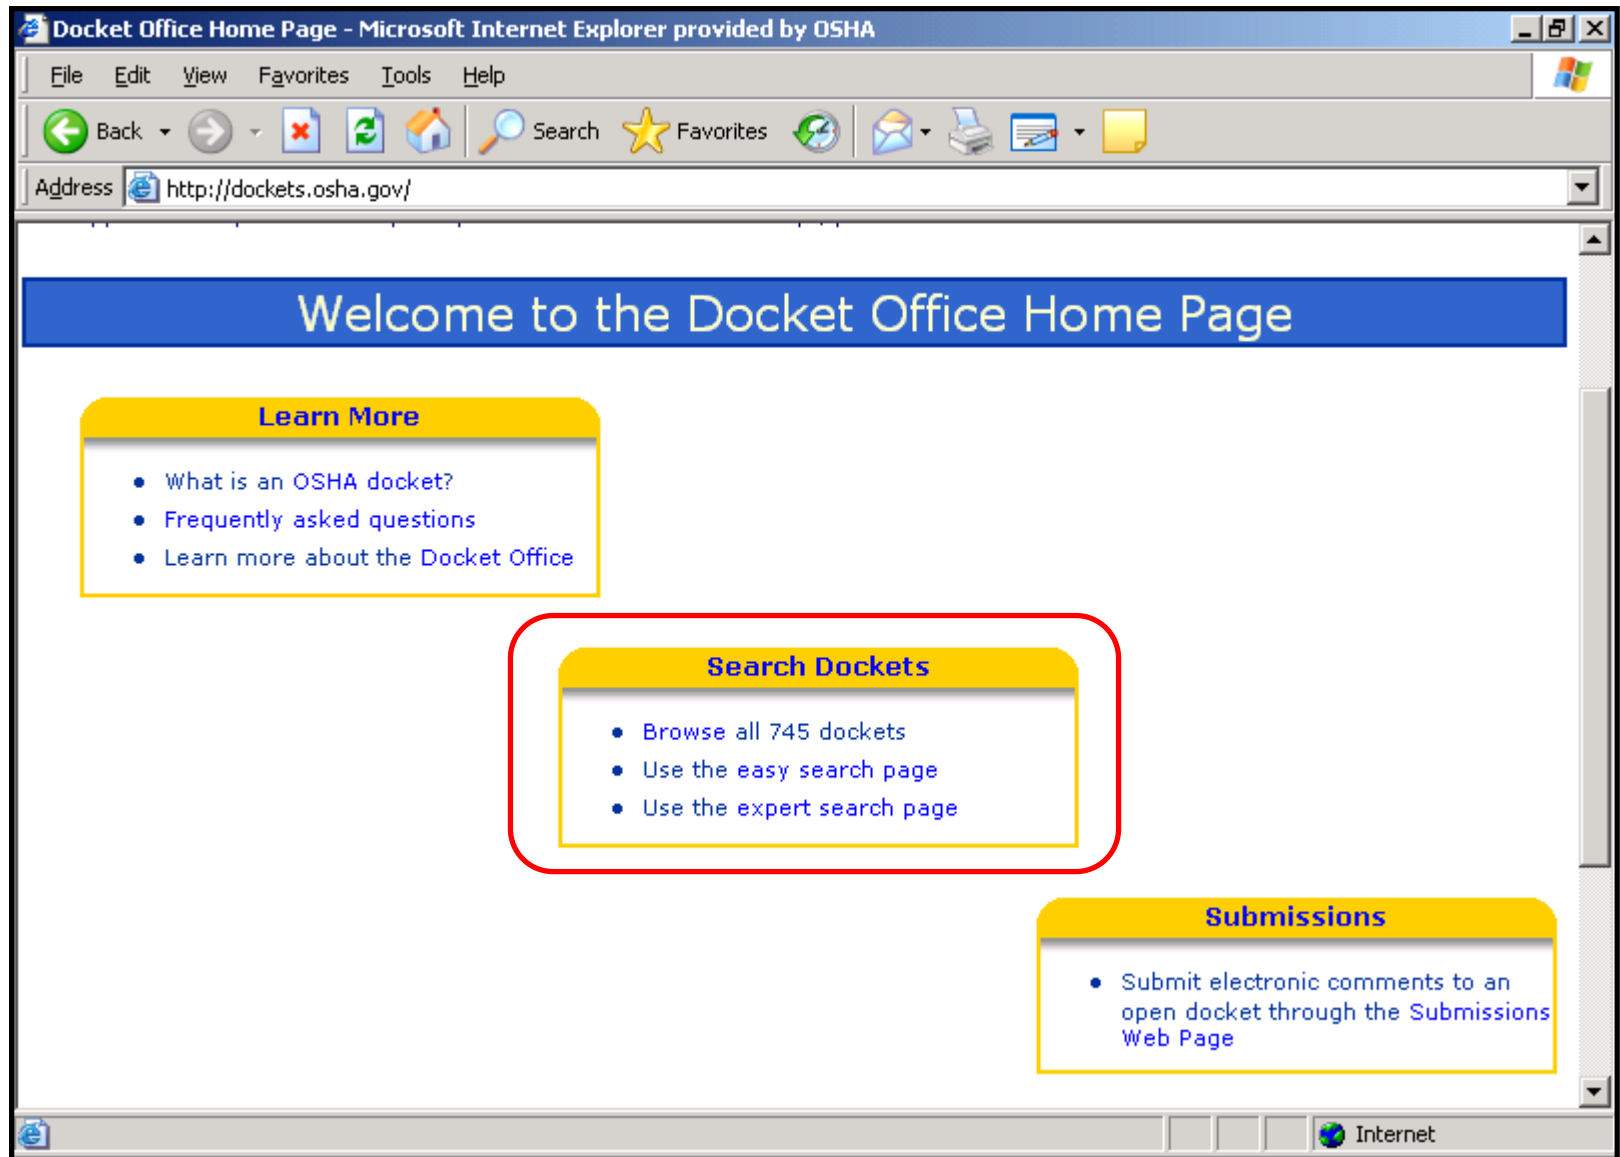 Docket Office Home Page - Microsoft Internet Explorer provided by OSHA
File Edit View Favorites Tools Help
Back Search Favorites
Address http://dockets.osha.gov/
Welcome to the Docket Office Home Page
Learn More
What is an OSHA docket?
Frequently asked questions
Learn more about the Docket Office
Search Dockets
Browse all 745 dockets
Use the easy search page
Use the expert search page
Submissions
Submit electronic comments to an
open docket through the Submissions
Web Page
Internet